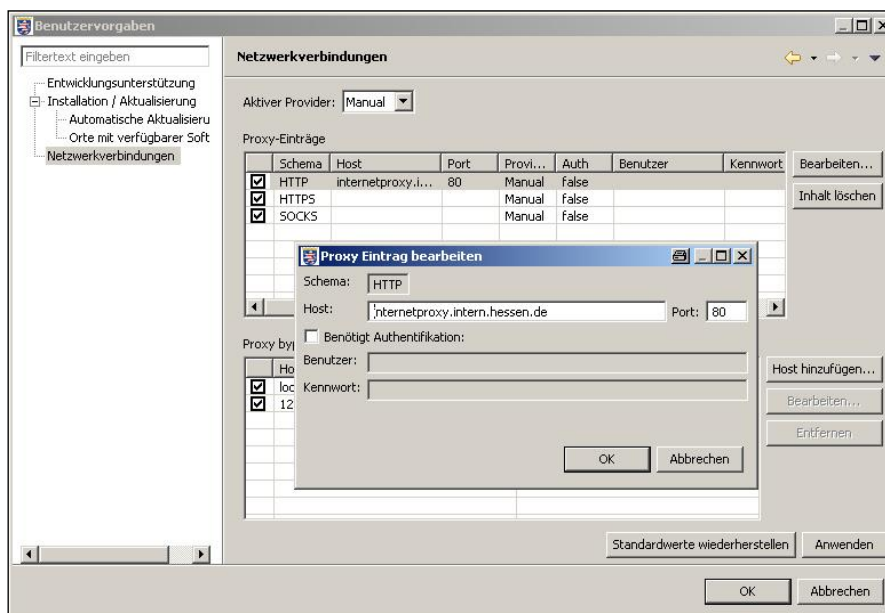 Benutzervorgaben
Filtertext eingeben
Entwicklungsunterstützung
Installation / Aktualisierung
Automatische Aktualisieru
Orte mit verfügbarer Soft
Netzwerkverbindungen
Netzwerkverbindungen
Aktiver Provider: Manual
Proxy-Einträge
Schema Host Port Provi... Auth Benutzer Kennwort
HTTP internetproxy.i... 80 Manual false
HTTPS Manual false
SOCKS Manual false
Bearbeiten...
Inhalt löschen
Proxy Eintrag bearbeiten
Schema: HTTP
Host: internetproxy.intern.hessen.de Port: 80
Benötigt Authentifikation:
Benutzer:
Kennwort:
OK Abbrechen
Proxy byp
Ho
loc
12
Host hinzufügen...
Bearbeiten...
Entfernen
Standardwerte wiederherstellen Anwenden
OK Abbrechen